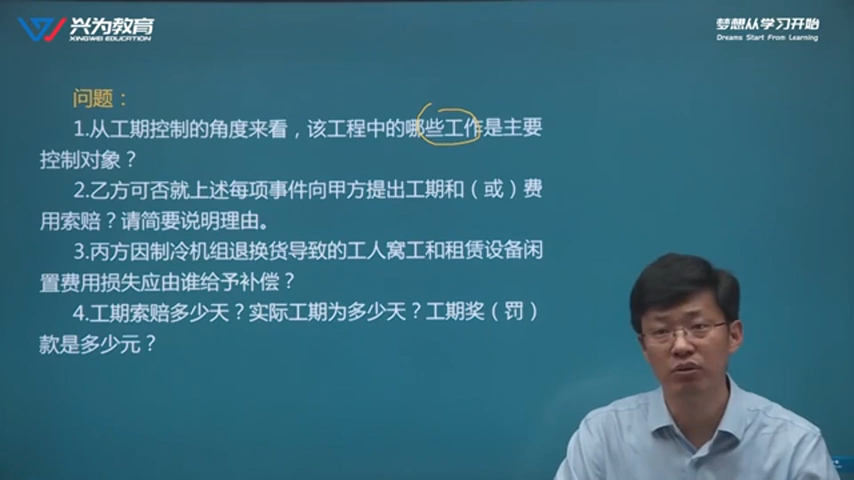 兴为教育
XINGWEI EDUCATION
梦想从学习开始
Dreams Start From Learning
问题：
1.从工期控制的角度来看，该工程中的哪些工作是主要
控制对象？
2.乙方可否就上述每项事件向甲方提出工期和（或）费
用索赔？请简要说明理由。
3.丙方因制冷机组退换货导致的工人窝工和租赁设备闲
置费用损失应由谁给予补偿？
4.工期索赔多少天？实际工期为多少天？工期奖（罚）
款是多少元？